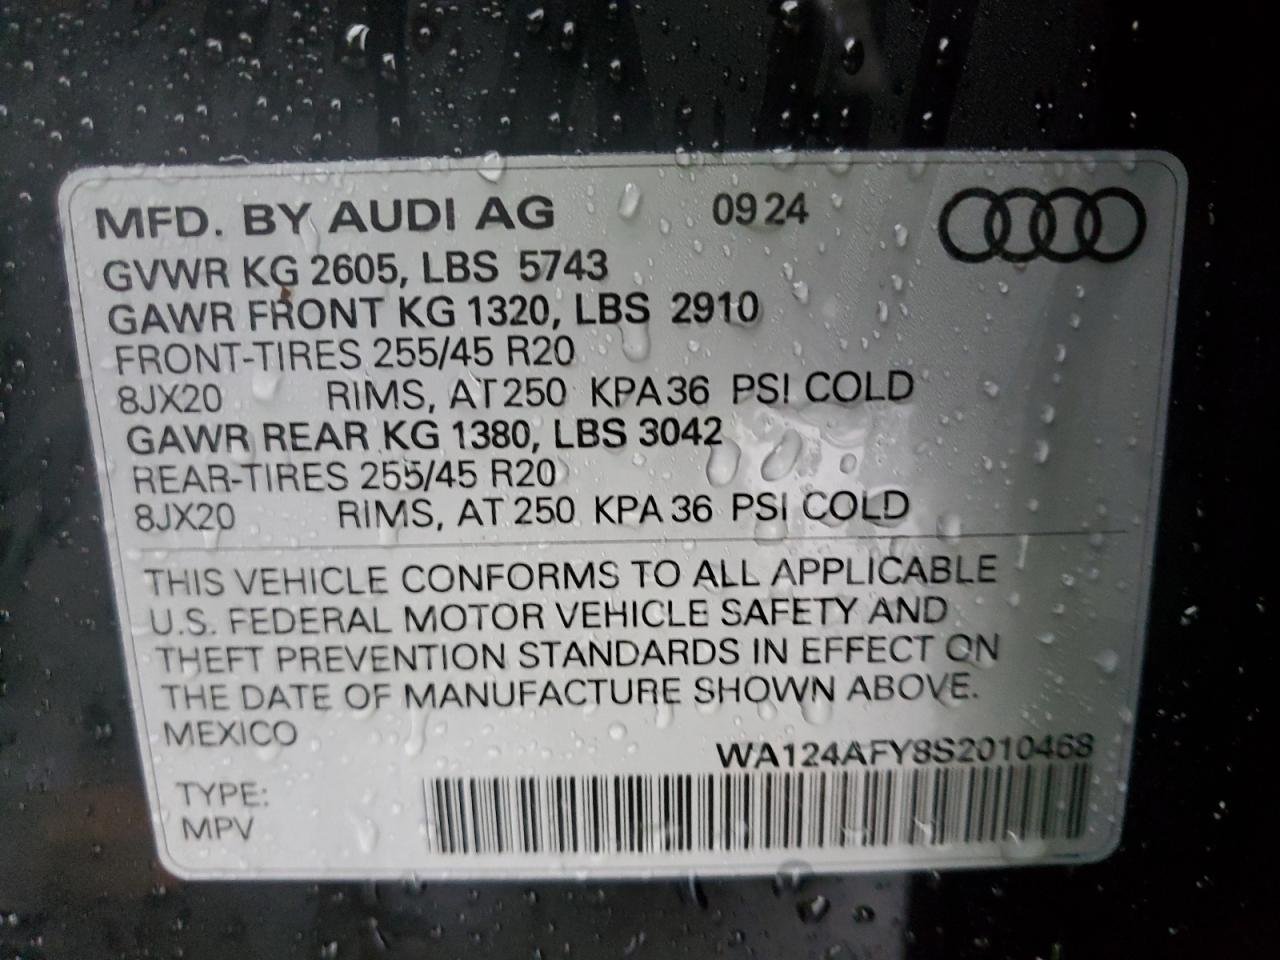 MFD. BY AUDI AG 09 24
GVWR KG 2605, LBS 5743
GAWR FRONT KG 1320, LBS 2910
FRONT-TIRES 255/45 R20
8JX20 RIMS, AT 250 KPA 36 PSI COLD
GAWR REAR KG 1380, LBS 3042
REAR-TIRES 255/45 R20
8JX20 RIMS, AT 250 KPA 36 PSI COLD
THIS VEHICLE CONFORMS TO ALL APPLICABLE
U.S. FEDERAL MOTOR VEHICLE SAFETY AND
THEFT PREVENTION STANDARDS IN EFFECT ON
THE DATE OF MANUFACTURE SHOWN ABOVE.
MEXICO
WA124AFY8S2010468
TYPE:
MPV